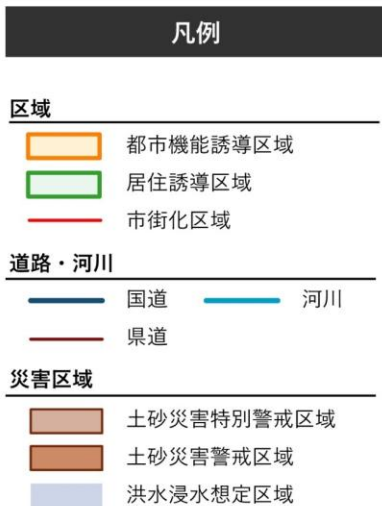 凡例
区域
都市機能誘導区域
居住誘導区域
市街化区域
道路・河川
国道 河川
県道
災害区域
土砂災害特別警戒区域
土砂災害警戒区域
洪水浸水想定区域